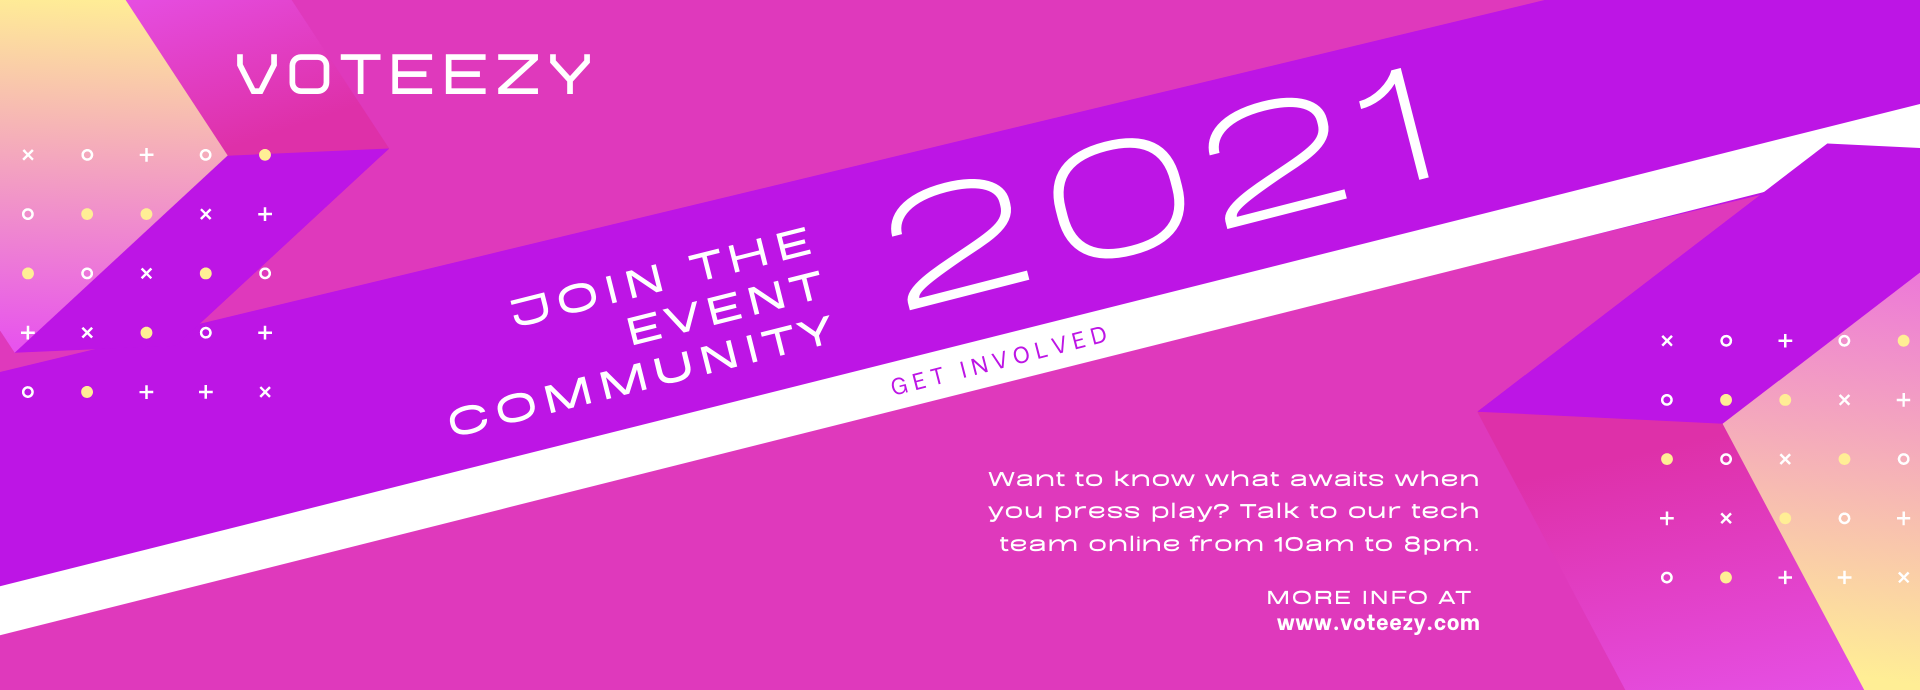 VOTEEZY
JOIN THE
EVENT
COMMUNITY
2021
GET INVOLVED
Want to know what awaits when
you press play? Talk to our tech
team online from 10am to 8pm.
MORE INFO AT
www.voteezy.com